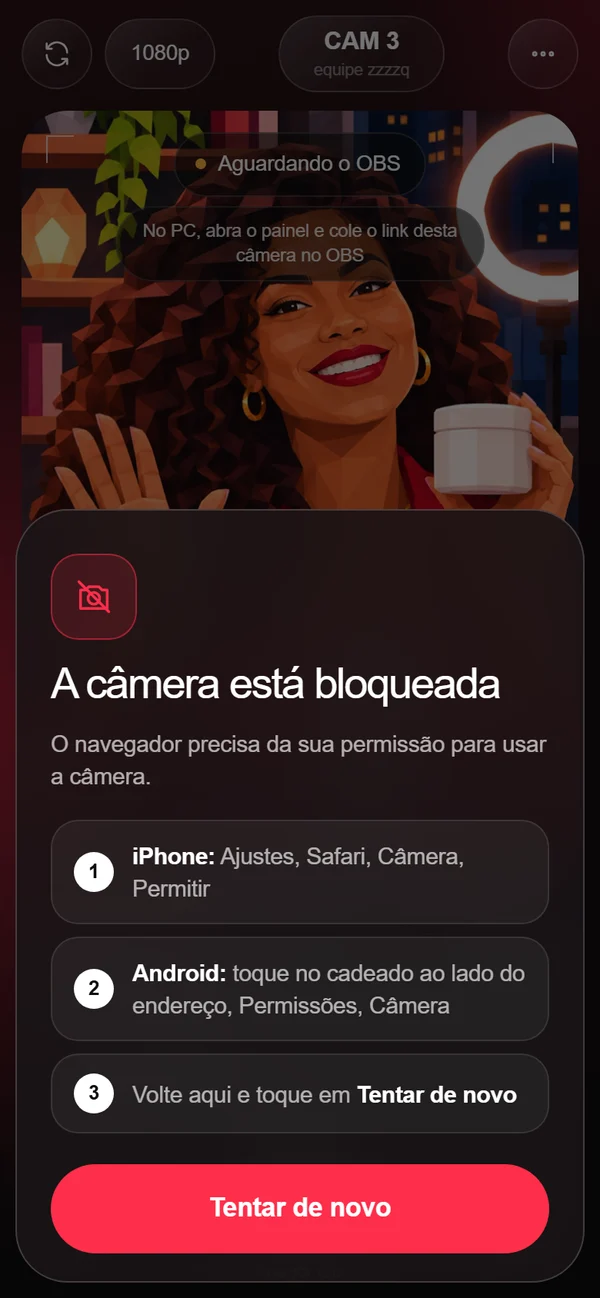 1080p
CAM 3
equipe zzzzq
Aguardando o OBS
No PC, abra o painel e cole o link desta
câmera no OBS
A câmera está bloqueada
O navegador precisa da sua permissão para usar
a câmera.
1
iPhone: Ajustes, Safari, Câmera,
Permitir
2
Android: toque no cadeado ao lado do
endereço, Permissões, Câmera
3
Volte aqui e toque em Tentar de novo
Tentar de novo